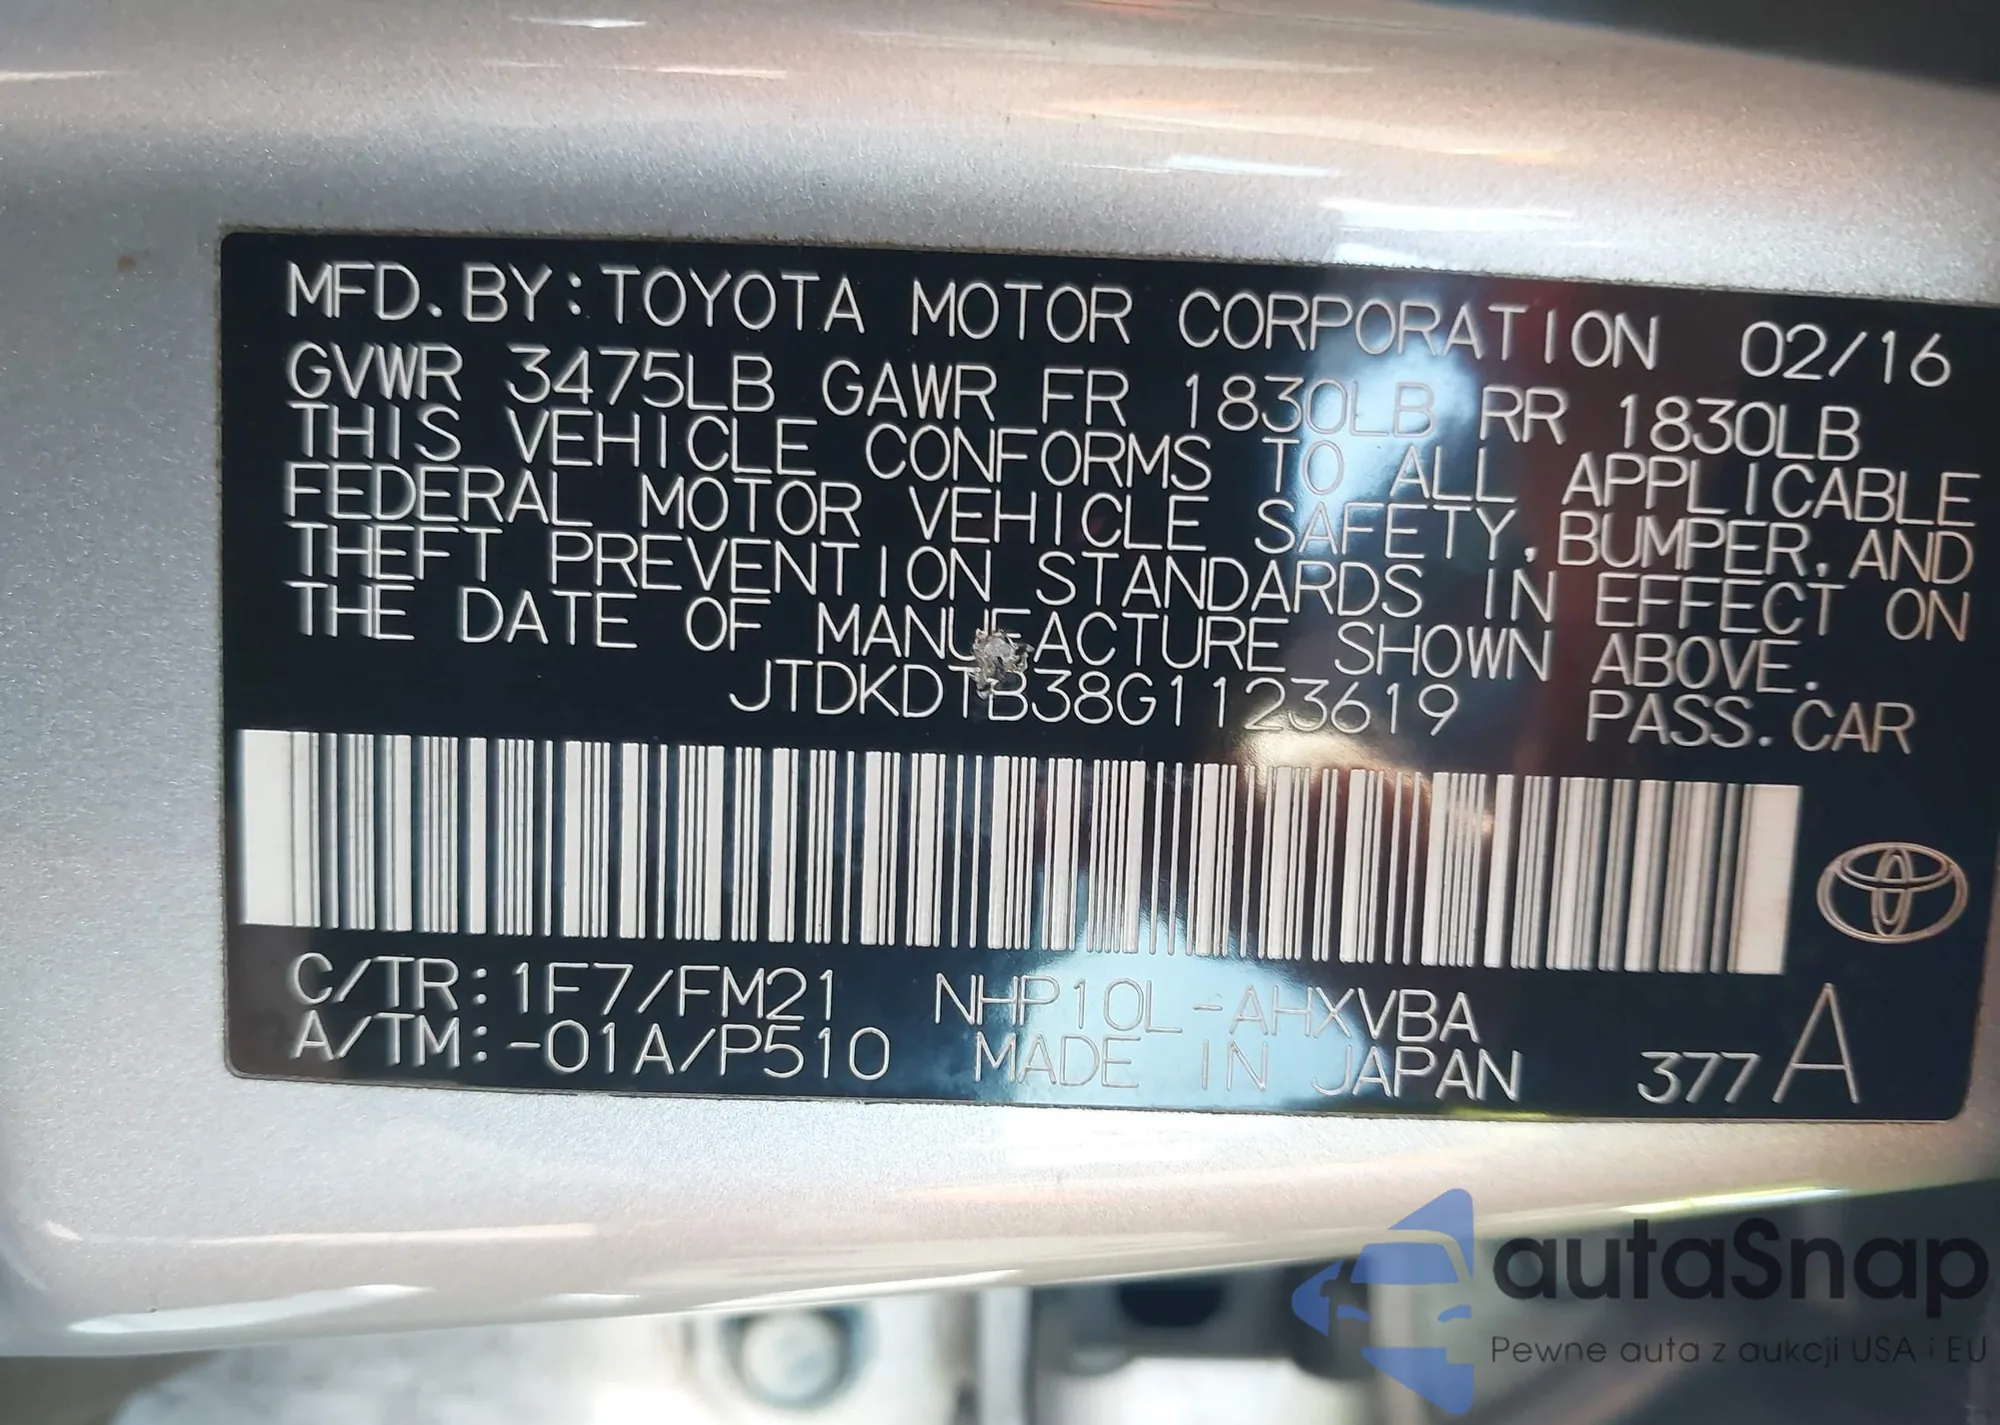 MFD. BY: TOYOTA MOTOR CORPORATION 02/16
GVWR 3475LB GAWR FR 1830LB RR 1830LB
THIS VEHICLE CONFORMS TO ALL APPLICABLE
FEDERAL MOTOR VEHICLE SAFETY, BUMPER, AND
THEFT PREVENTION STANDARDS IN EFFECT ON
THE DATE OF MANUFACTURE SHOWN ABOVE.
JTDKDTB38G1123619 PASS. CAR
C/TR: 1F7/FM21 NHP10L-AHXVBA
A/TM: -01A/P510 MADE IN JAPAN 377 A
autaSnap
Pewne auta z aukcji USA i EU